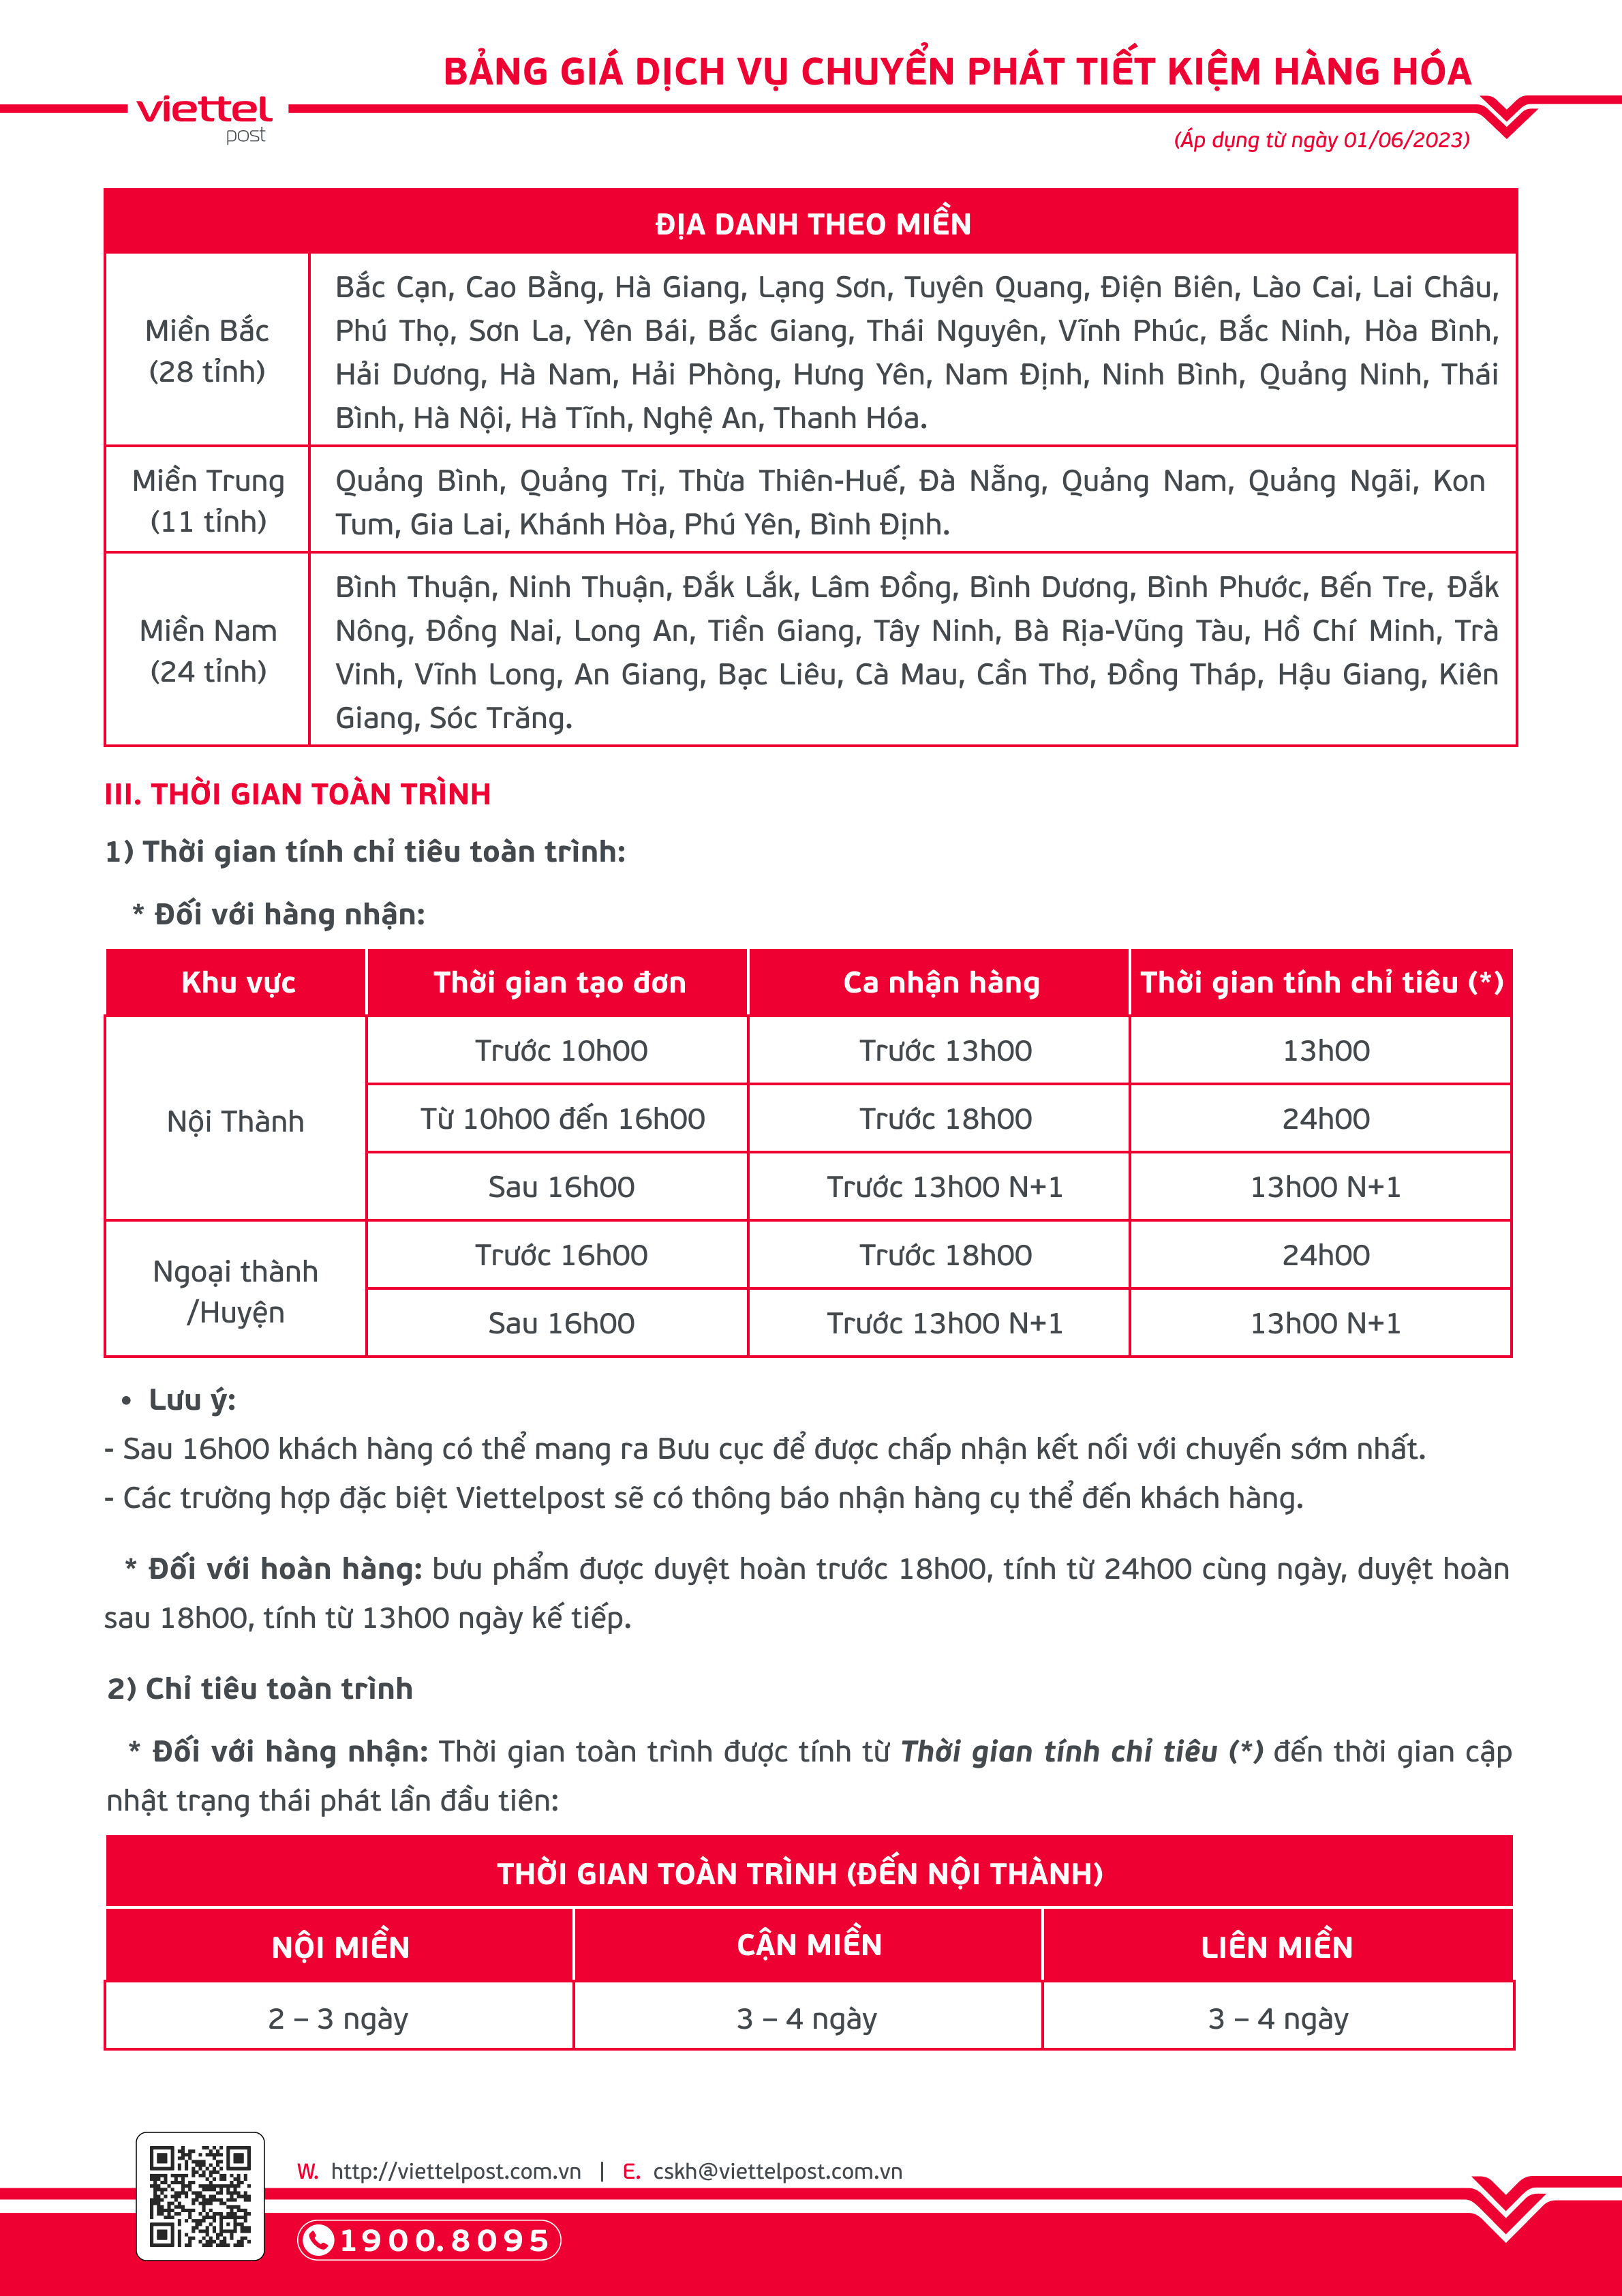 BẢNG GIÁ DỊCH VỤ CHUYỂN PHÁT TIẾT KIỆM HÀNG HÓA
viettel
post
(Áp dụng từ ngày 01/06/2023)
ĐỊA DANH THEO MIỀN
Miền Bắc
(28 tỉnh)
Bắc Cạn, Cao Bằng, Hà Giang, Lạng Sơn, Tuyên Quang, Điện Biên, Lào Cai, Lai Châu,
Phú Thọ, Sơn La, Yên Bái, Bắc Giang, Thái Nguyên, Vĩnh Phúc, Bắc Ninh, Hòa Bình,
Hải Dương, Hà Nam, Hải Phòng, Hưng Yên, Nam Định, Ninh Bình, Quảng Ninh, Thái
Bình, Hà Nội, Hà Tĩnh, Nghệ An, Thanh Hóa.
Miền Trung
(11 tỉnh)
Quảng Bình, Quảng Trị, Thừa Thiên-Huế, Đà Nẵng, Quảng Nam, Quảng Ngãi, Kon
Tum, Gia Lai, Khánh Hòa, Phú Yên, Bình Định.
Miền Nam
(24 tỉnh)
Bình Thuận, Ninh Thuận, Đắk Lắk, Lâm Đồng, Bình Dương, Bình Phước, Bến Tre, Đắk
Nông, Đồng Nai, Long An, Tiền Giang, Tây Ninh, Bà Rịa-Vũng Tàu, Hồ Chí Minh, Trà
Vinh, Vĩnh Long, An Giang, Bạc Liêu, Cà Mau, Cần Thơ, Đồng Tháp, Hậu Giang, Kiên
Giang, Sóc Trăng.
III. THỜI GIAN TOÀN TRÌNH
1) Thời gian tính chỉ tiêu toàn trình:
* Đối với hàng nhận:
Khu vực Thời gian tạo đơn Ca nhận hàng Thời gian tính chỉ tiêu (*)
Nội Thành
Trước 10h00 Trước 13h00 13h00
Từ 10h00 đến 16h00 Trước 18h00 24h00
Sau 16h00 Trước 13h00 N+1 13h00 N+1
Ngoại thành
/Huyện
Trước 16h00 Trước 18h00 24h00
Sau 16h00 Trước 13h00 N+1 13h00 N+1
• Lưu ý:
- Sau 16h00 khách hàng có thể mang ra Bưu cục để được chấp nhận kết nối với chuyến sớm nhất.
- Các trường hợp đặc biệt Viettelpost sẽ có thông báo nhận hàng cụ thể đến khách hàng.
* Đối với hoàn hàng: bưu phẩm được duyệt hoàn trước 18h00, tính từ 24h00 cùng ngày, duyệt hoàn
sau 18h00, tính từ 13h00 ngày kế tiếp.
2) Chỉ tiêu toàn trình
* Đối với hàng nhận: Thời gian toàn trình được tính từ Thời gian tính chỉ tiêu (*) đến thời gian cập
nhật trạng thái phát lần đầu tiên:
THỜI GIAN TOÀN TRÌNH (ĐẾN NỘI THÀNH)
NỘI MIỀN CẬN MIỀN LIÊN MIỀN
2 – 3 ngày 3 – 4 ngày 3 – 4 ngày
W. http://viettelpost.com.vn | E. cskh@viettelpost.com.vn
1900.8095